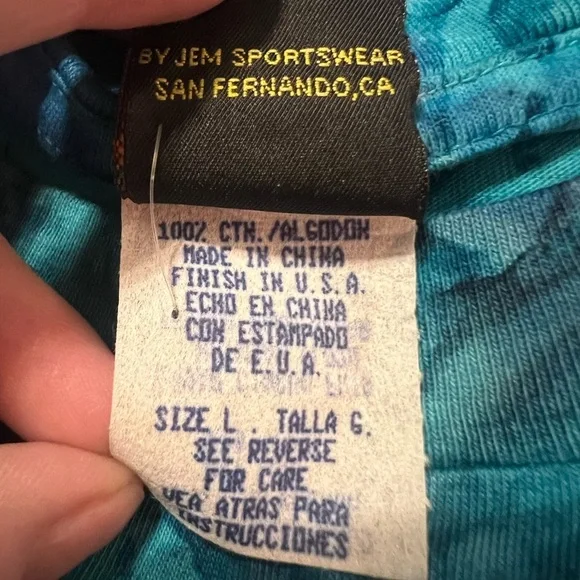 BY JEM SPORTSWEAR
SAN FERNANDO,CA
100% CTN./ALGODON
MADE IN CHINA
FINISH IN U.S.A.
ECHO EN CHINA
CON ESTAMPADO
DE E.U.A.
SIZE L. TALLA G.
SEE REVERSE
FOR CARE
VEA ATRAS PARA
INSTRUCCIONES